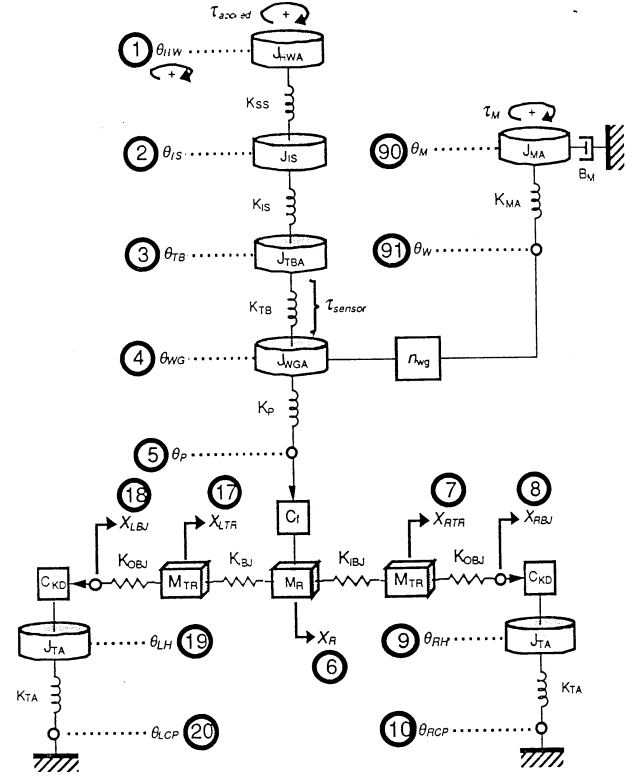 τapplied +
1 θHW JHWA
+
KSS
τM +
2 θIS JIS
90 θM JMA
BM
KIS
KMA
3 θTB JTBA
91 θW
KTB τsensor
4 θWG JWGA nwg
KP
5 θP
18 17 7 8
XLBJ XLTR Cf XRTR XRBJ
CKD KOBJ MTR KBJ MR KIBJ MTR KOBJ CKD
JTA θLH 19 XR 9 θRH JTA
6
KTA KTA
θLCP 20 10 θRCP